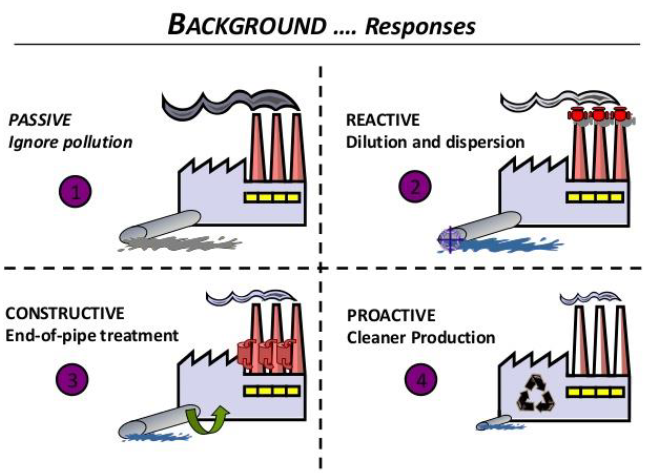 BACKGROUND .... Responses
PASSIVE
Ignore pollution
1
REACTIVE
Dilution and dispersion
2
CONSTRUCTIVE
End-of-pipe treatment
3
PROACTIVE
Cleaner Production
4